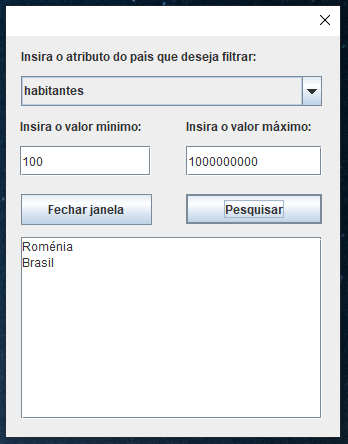 Insira o atributo do país que deseja filtrar:
habitantes
Insira o valor mínimo: Insira o valor máximo:
100 1000000000
Fechar janela Pesquisar
Roménia
Brasil